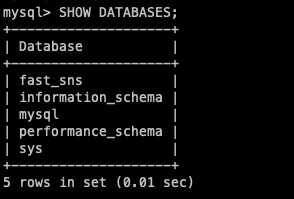 mysql> SHOW DATABASES;
+--------------------+
| Database           |
+--------------------+
| fast_sns           |
| information_schema |
| mysql              |
| performance_schema |
| sys                |
+--------------------+
5 rows in set (0.01 sec)